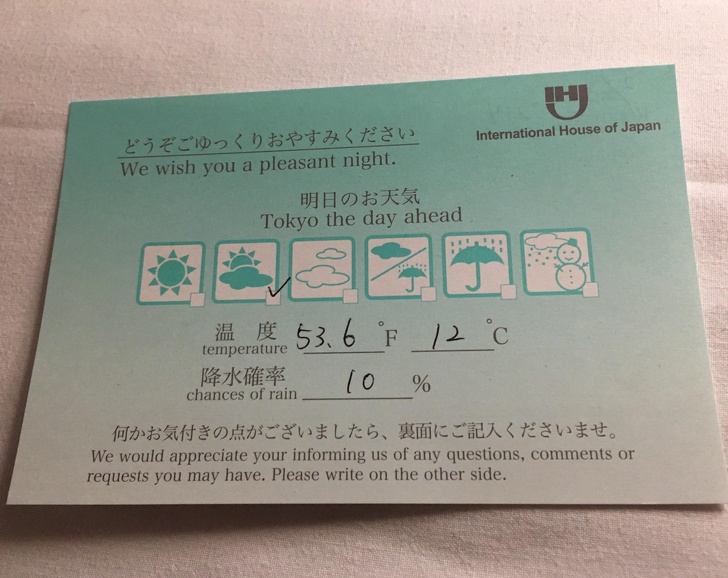 IHJ
International House of Japan
どうぞごゆっくりおやすみください
We wish you a pleasant night.
明日のお天気
Tokyo the day ahead
温 度
temperature 53.6 °F 12 °C
降水確率
chances of rain 10 %
何かお気付きの点がございましたら、裏面にご記入くださいませ。
We would appreciate your informing us of any questions, comments or
requests you may have. Please write on the other side.